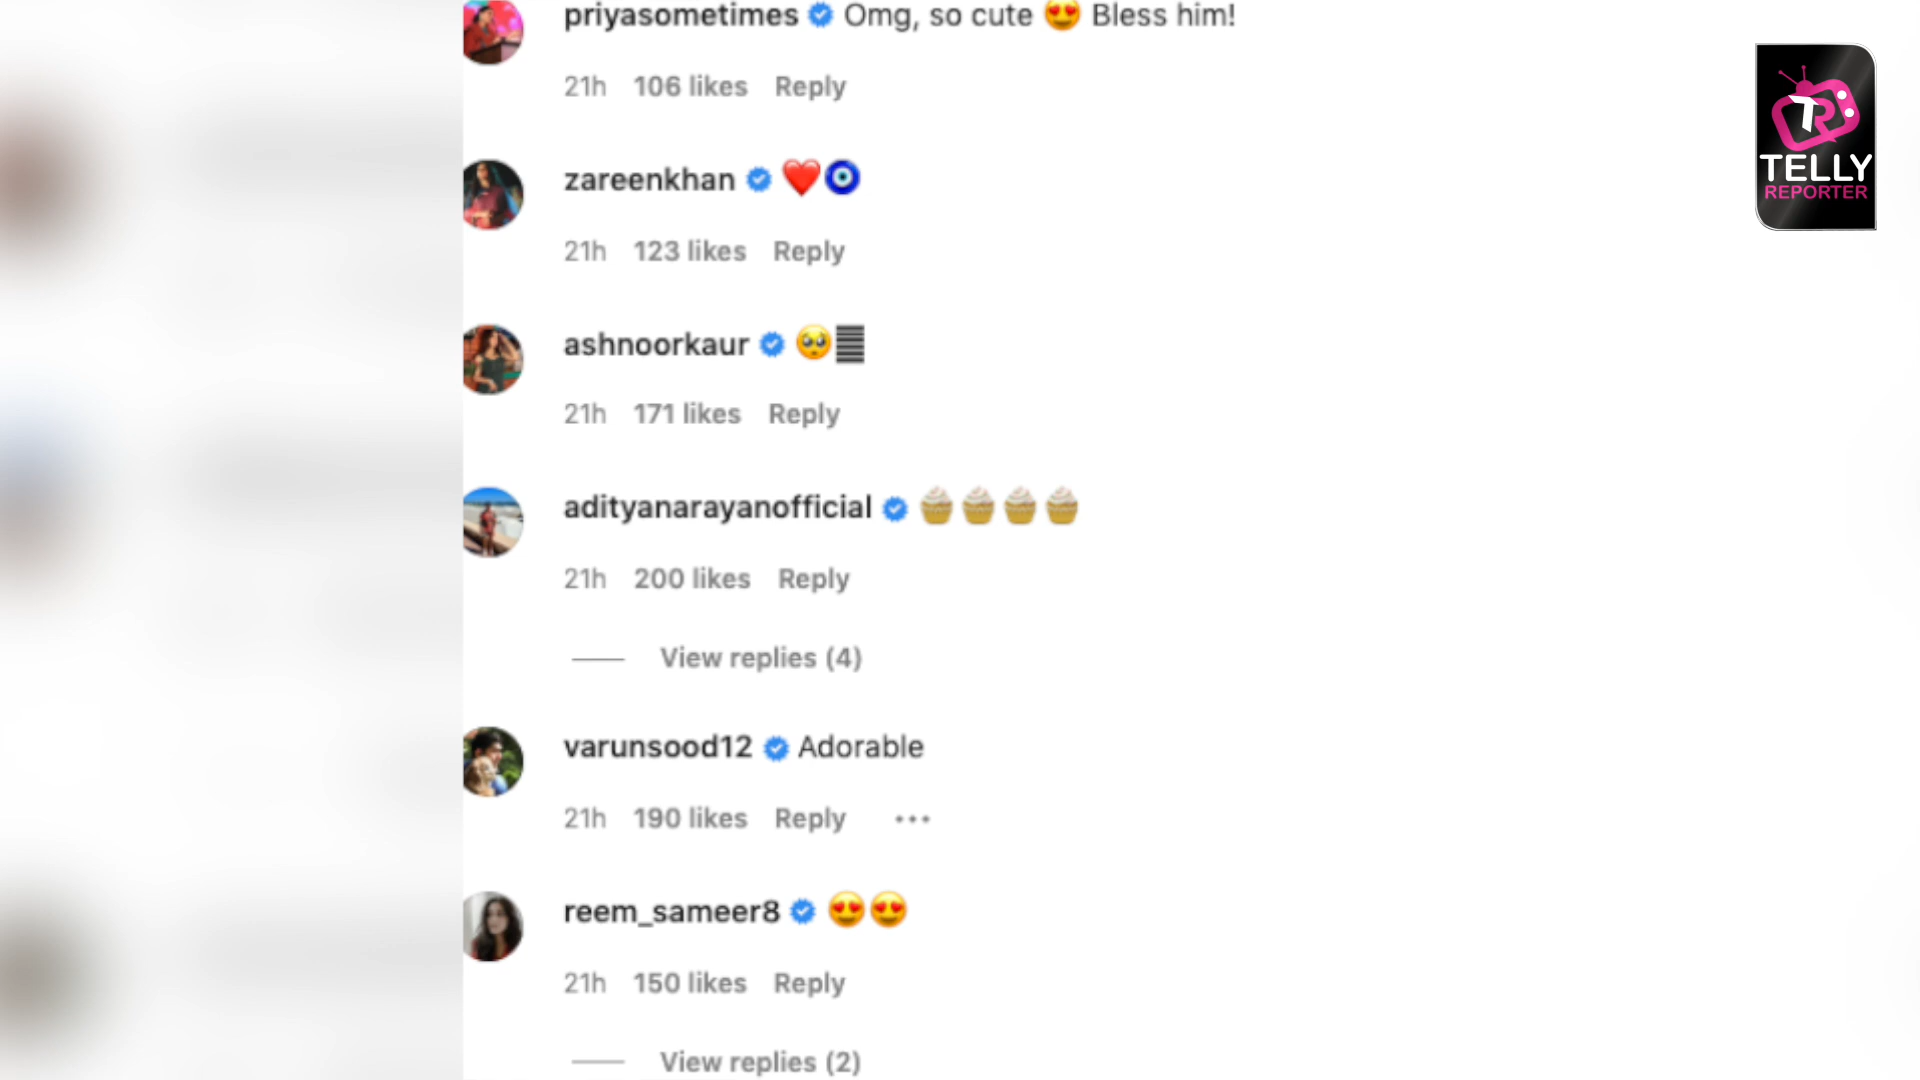 priyasometimes Omg, so cute 😍 Bless him!
21h 106 likes Reply
TELLY
REPORTER
zareenkhan ❤️🧿
21h 123 likes Reply
ashnoorkaur 🥺
21h 171 likes Reply
adityanarayanofficial 🧁🧁🧁🧁
21h 200 likes Reply
View replies (4)
varunsood12 Adorable
21h 190 likes Reply •••
reem_sameer8 😍😍
21h 150 likes Reply
View replies (2)